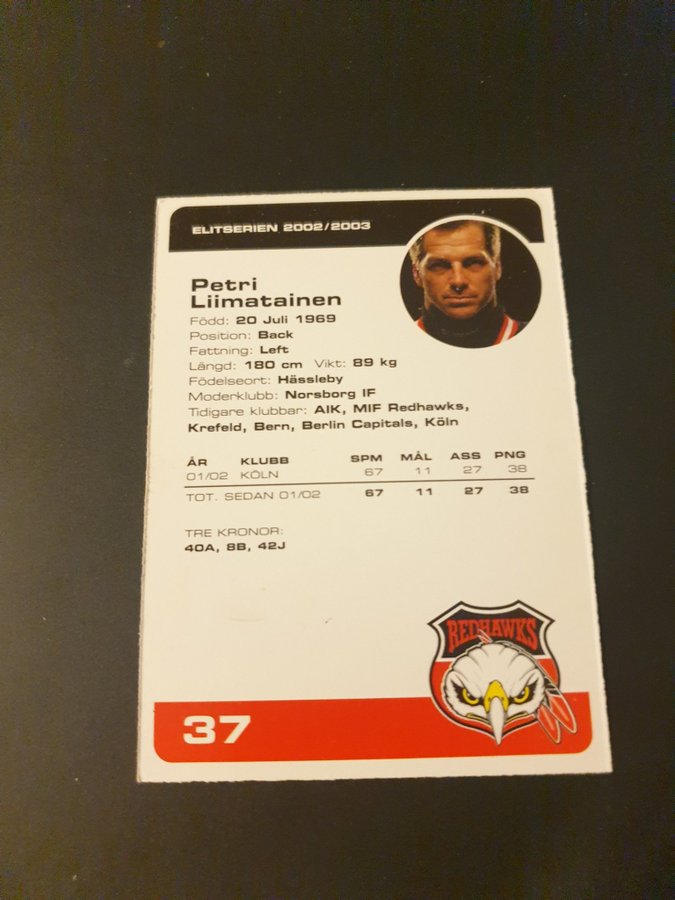 ELITSERIEN 2002/2003
Petri
Liimatainen
Född: 20 Juli 1969
Position: Back
Fattning: Left
Längd: 180 cm Vikt: 89 kg
Födelseort: Hässleby
Moderklubb: Norsborg IF
Tidigare klubbar: AIK, MIF Redhawks,
Krefeld, Bern, Berlin Capitals, Köln
ÅR KLUBB SPM MÅL ASS PNG
01/02 KÖLN 67 11 27 38
TOT. SEDAN 01/02 67 11 27 38
TRE KRONOR:
40A, 8B, 42J
REDHAWKS
37